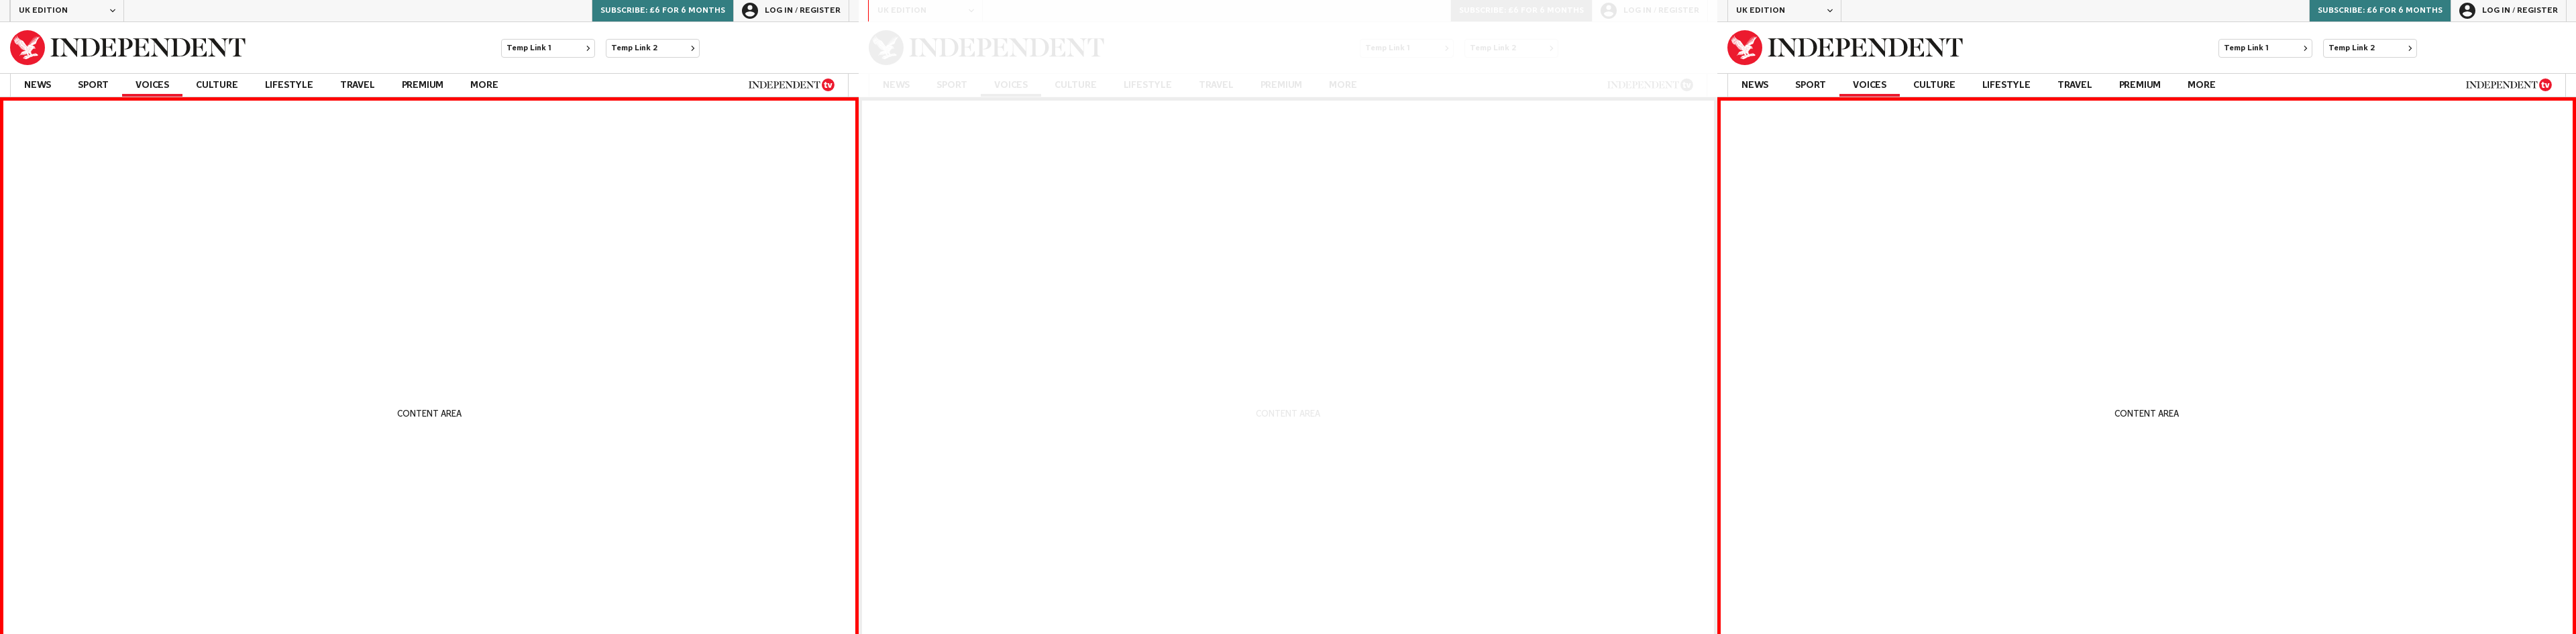 UK EDITION SUBSCRIBE: £6 FOR 6 MONTHS LOG IN / REGISTER
INDEPENDENT Temp Link 1 Temp Link 2
NEWS SPORT VOICES CULTURE LIFESTYLE TRAVEL PREMIUM MORE INDEPENDENT tv
CONTENT AREA
UK EDITION SUBSCRIBE: £6 FOR 6 MONTHS LOG IN / REGISTER
INDEPENDENT Temp Link 1 Temp Link 2
NEWS SPORT VOICES CULTURE LIFESTYLE TRAVEL PREMIUM MORE INDEPENDENT tv
CONTENT AREA
UK EDITION SUBSCRIBE: £6 FOR 6 MONTHS LOG IN / REGISTER
INDEPENDENT Temp Link 1 Temp Link 2
NEWS SPORT VOICES CULTURE LIFESTYLE TRAVEL PREMIUM MORE INDEPENDENT tv
CONTENT AREA